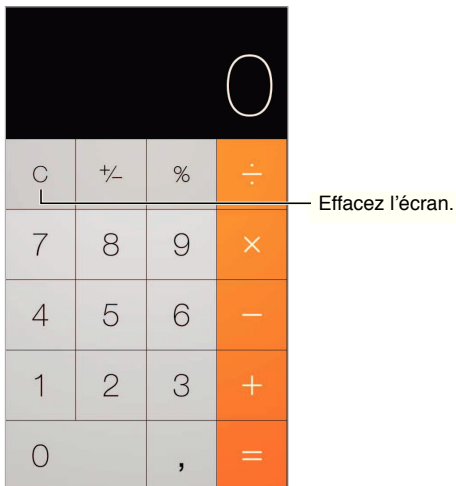 0
C +/− % ÷
Effacez l'écran.
7 8 9 ×
4 5 6 −
1 2 3 +
0 , =